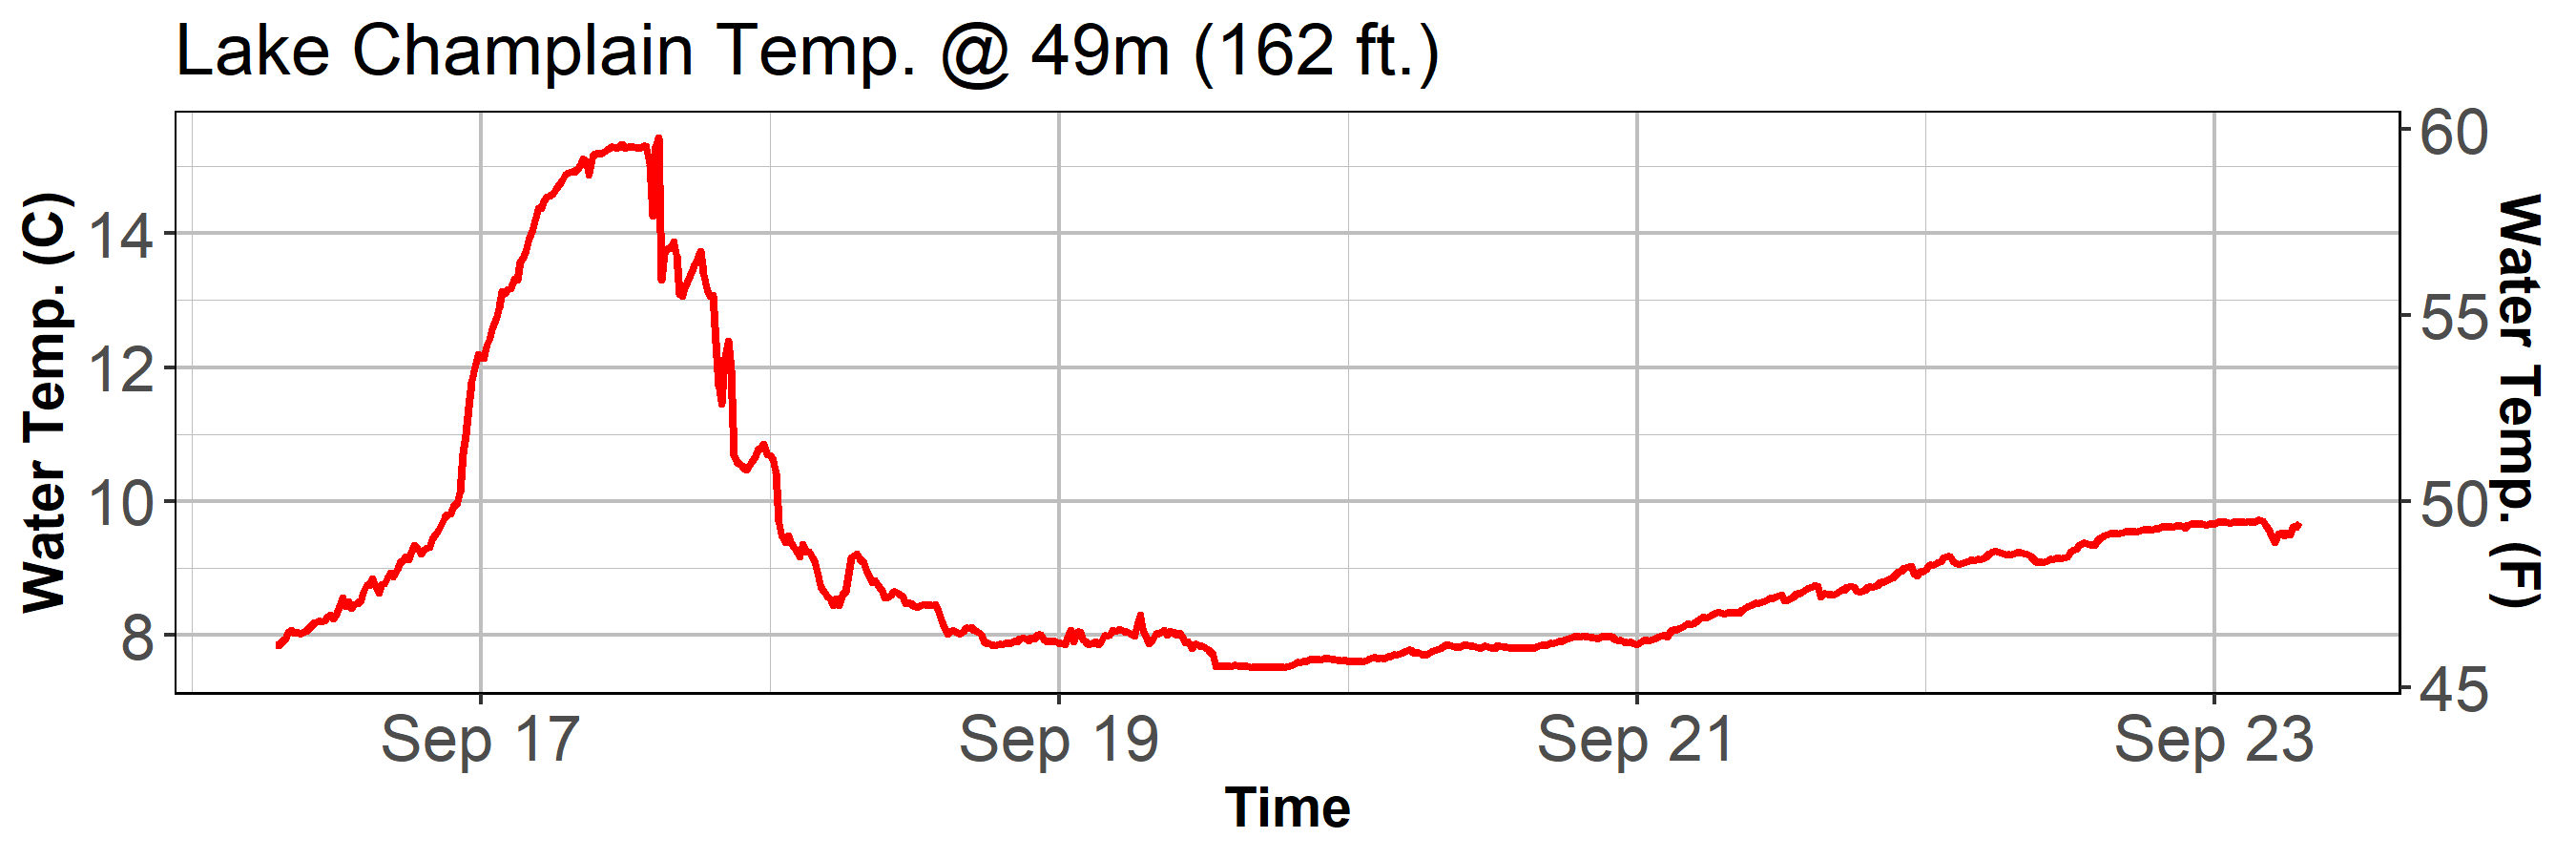 Lake Champlain Temp. @ 49m (162 ft.)
Water Temp. (C)
14
12
10
8
60
55
50
45
Water Temp. (F)
Sep 17
Sep 19
Sep 21
Sep 23
Time